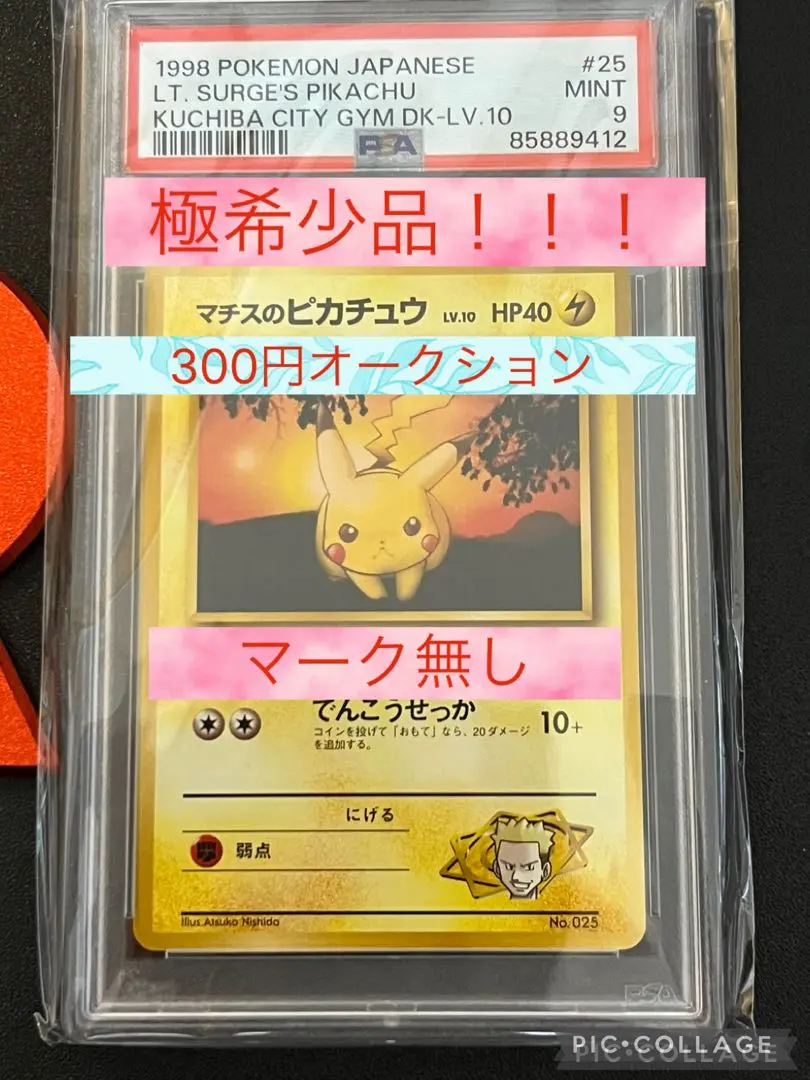 1998 POKEMON JAPANESE #25
LT. SURGE'S PIKACHU MINT
KUCHIBA CITY GYM DK-LV.10 9
PSA 85889412
極希少品！！！
マチスのピカチュウ LV.10 HP40
300円オークション
マーク無し
でんこうせっか 10+
コインを投げて「おもて」なら、20ダメージ
を追加する。
にげる
弱点
Illus. Atsuko Nishida No.025
PSA
PIC•COLLAGE